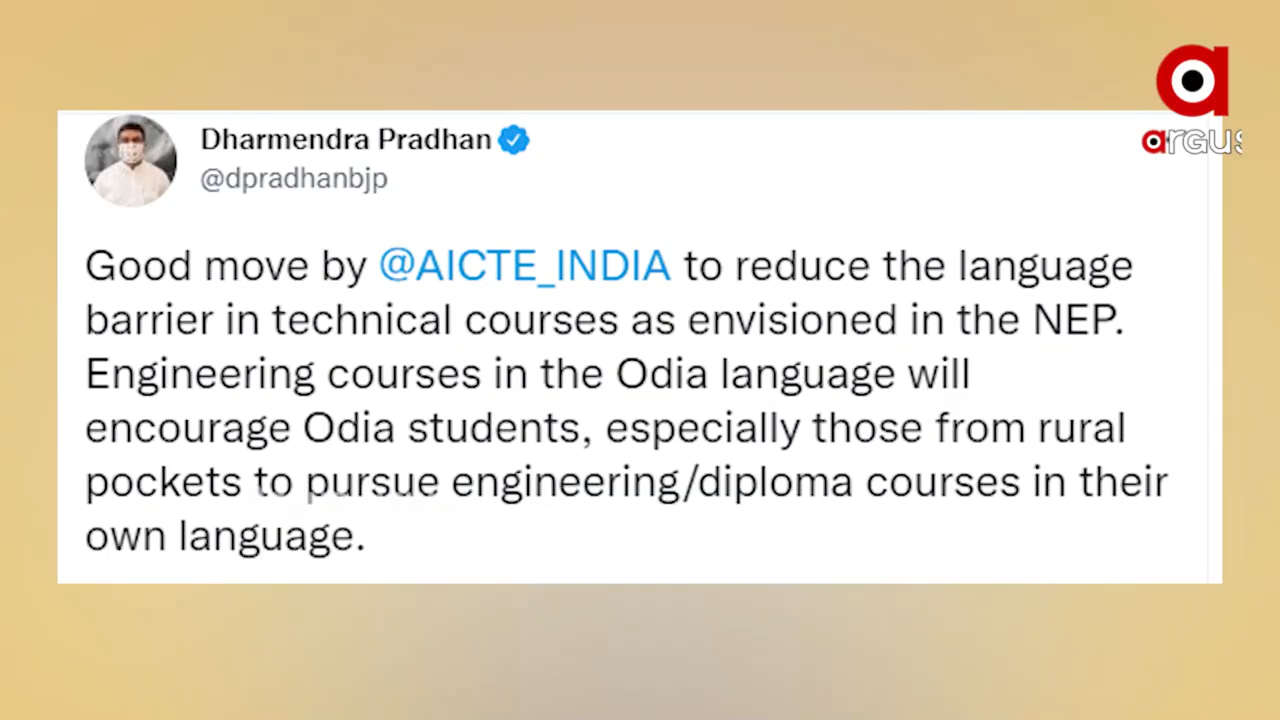 Dharmendra Pradhan
@dpradhanbjp
Good move by @AICTE_INDIA to reduce the language
barrier in technical courses as envisioned in the NEP.
Engineering courses in the Odia language will
encourage Odia students, especially those from rural
pockets to pursue engineering/diploma courses in their
own language.
argus